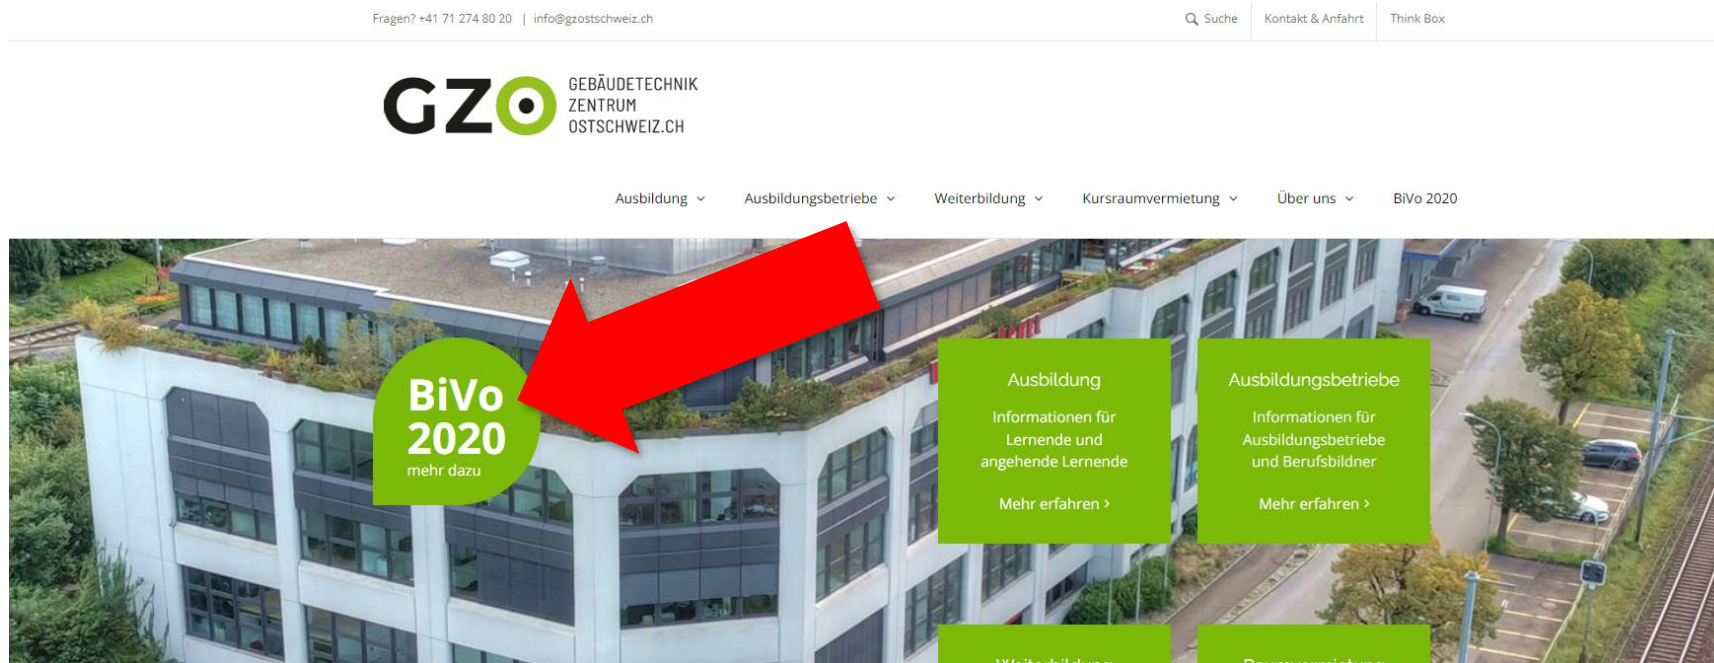 Fragen? +41 71 274 80 20 | info@gzostschweiz.ch
Suche
Kontakt & Anfahrt
Think Box
GZO
GEBÄUDETECHNIK
ZENTRUM
OSTSCHWEIZ.CH
Ausbildung
Ausbildungsbetriebe
Weiterbildung
Kursraumvermietung
Über uns
BiVo 2020
BiVo
2020
mehr dazu
Ausbildung
Informationen für
Lernende und
angehende Lernende
Mehr erfahren >
Ausbildungsbetriebe
Informationen für
Ausbildungsbetriebe
und Berufsbildner
Mehr erfahren >
Weiterbildung
Raumvermietung